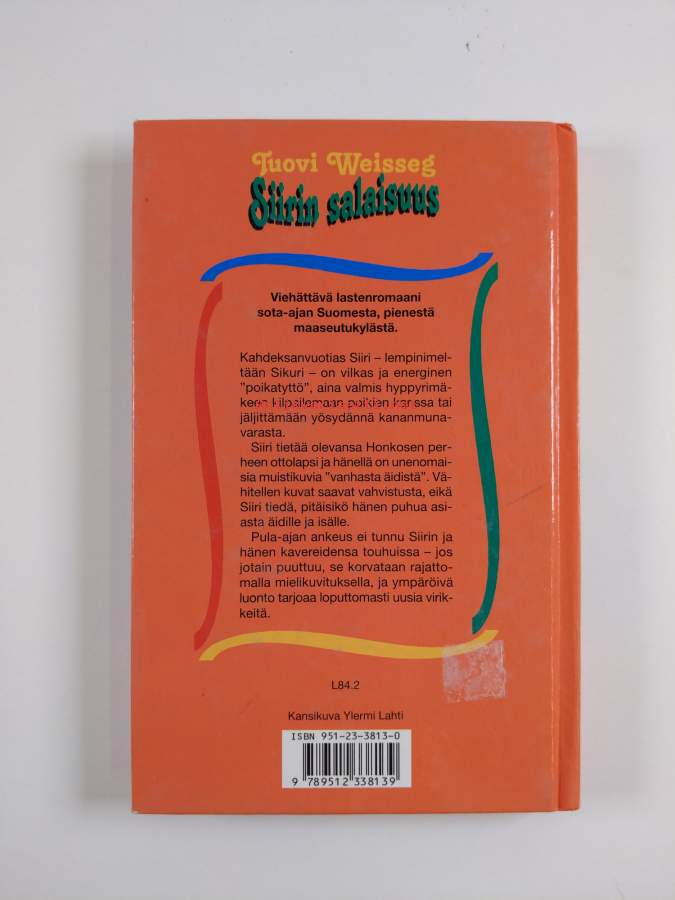 Tuovi Weisseg
Siirin salaisuus
Viehättävä lastenromaani
sota-ajan Suomesta, pienestä
maaseutukylästä.
Kahdeksanvuotias Siiri – lempinimel-
tään Sikuri – on vilkas ja energinen
"poikatyttö", aina valmis hyppyrimä-
keen kilpailemaan poikien kanssa tai
jäljittämään yösydännä kananmuna-
varasta.
Siiri tietää olevansa Honkosen per-
heen ottolapsi ja hänellä on unenomai-
sia muistikuvia "vanhasta äidistä". Vä-
hitellen kuvat saavat vahvistusta, eikä
Siiri tiedä, pitäisikö hänen puhua asi-
asta äidille ja isälle.
Pula-ajan ankeus ei tunnu Siirin ja
hänen kavereidensa touhuissa – jos
jotain puuttuu, se korvataan rajatto-
malla mielikuvituksella, ja ympäröivä
luonto tarjoaa loputtomasti uusia virik-
keitä.
L84.2
Kansikuva Ylermi Lahti
ISBN 951-23-3813-0
9 789512 338139